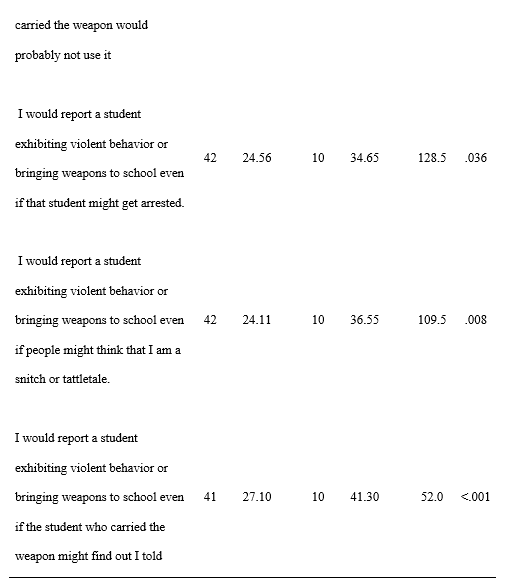 carried the weapon would
probably not use it
I would report a student
exhibiting violent behavior or
bringing weapons to school even 42 24.56 10 34.65 128.5 .036
if that student might get arrested.
I would report a student
exhibiting violent behavior or
bringing weapons to school even 42 24.11 10 36.55 109.5 .008
if people might think that I am a
snitch or tattletale.
I would report a student
exhibiting violent behavior or
bringing weapons to school even 41 27.10 10 41.30 52.0 <.001
if the student who carried the
weapon might find out I told